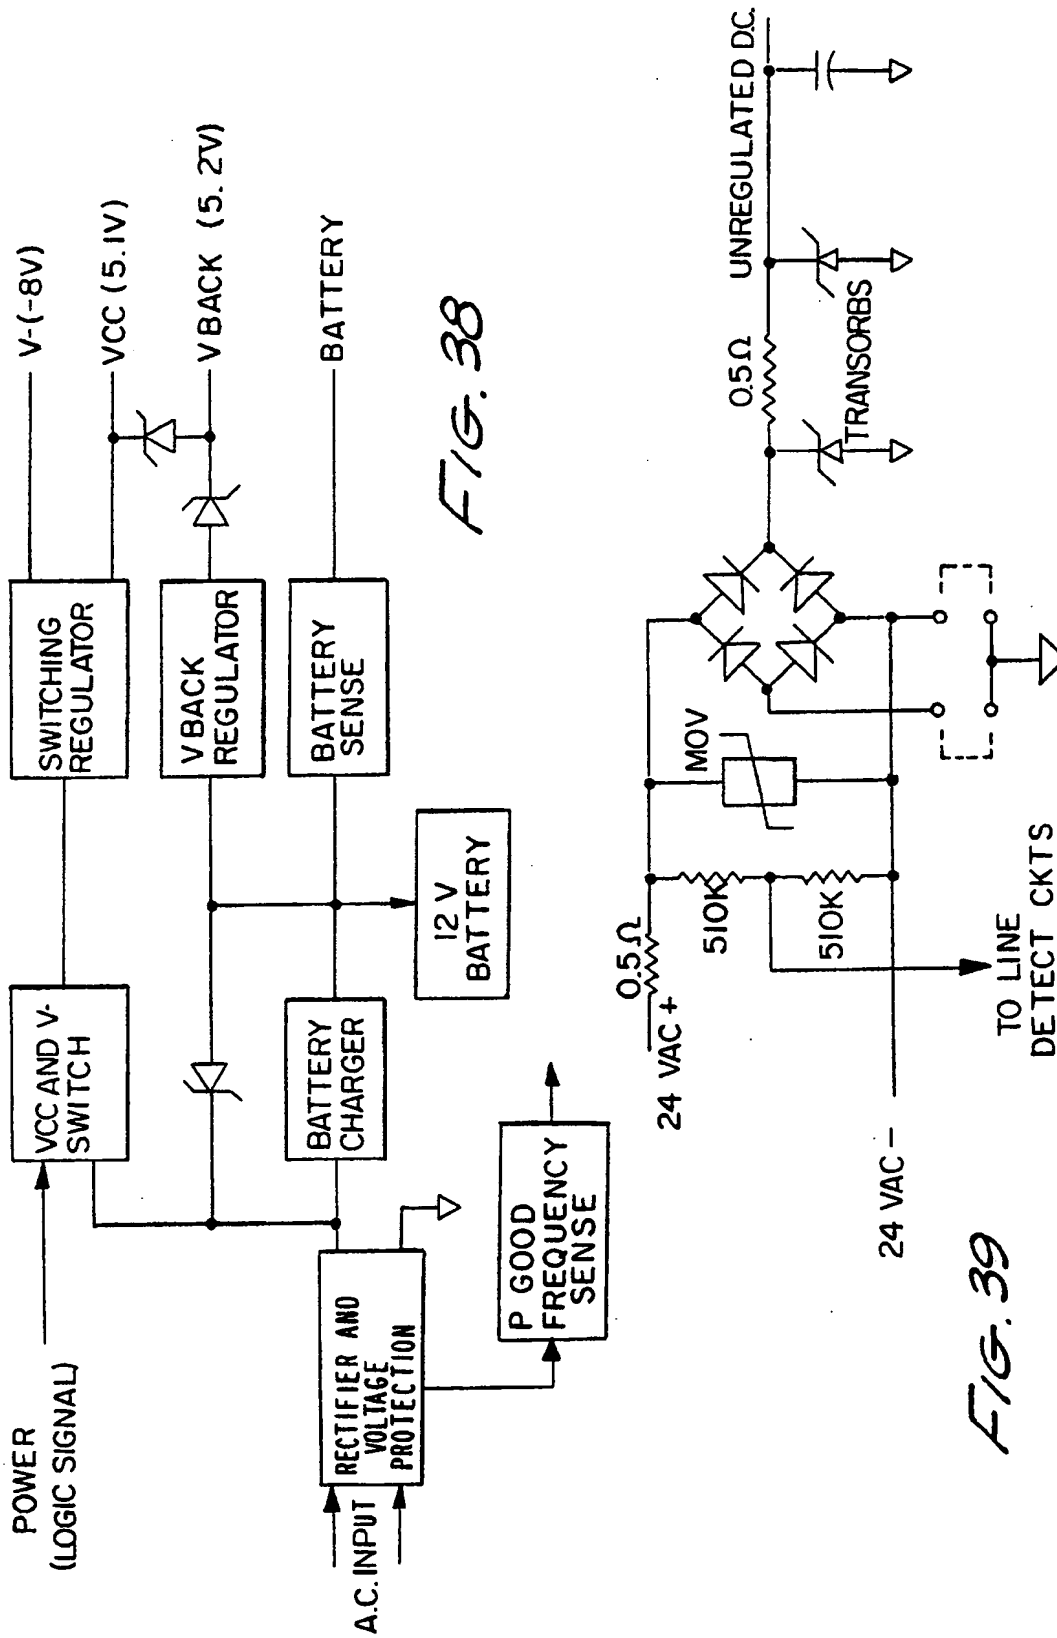 POWER
(LOGIC SIGNAL)
VCC AND V-
SWITCH
SWITCHING
REGULATOR
V-(-8V)
VCC (5.1V)
V BACK
REGULATOR
V BACK (5.2V)
A.C. INPUT
RECTIFIER AND
VOLTAGE
PROTECTION
BATTERY
CHARGER
BATTERY
SENSE
BATTERY
12 V
BATTERY
P GOOD
FREQUENCY
SENSE
FIG. 38
24 VAC+
0.5Ω
510K
510K
MOV
0.5Ω
UNREGULATED D.C.
TRANSORBS
24 VAC-
TO LINE
DETECT CKTS
FIG. 39